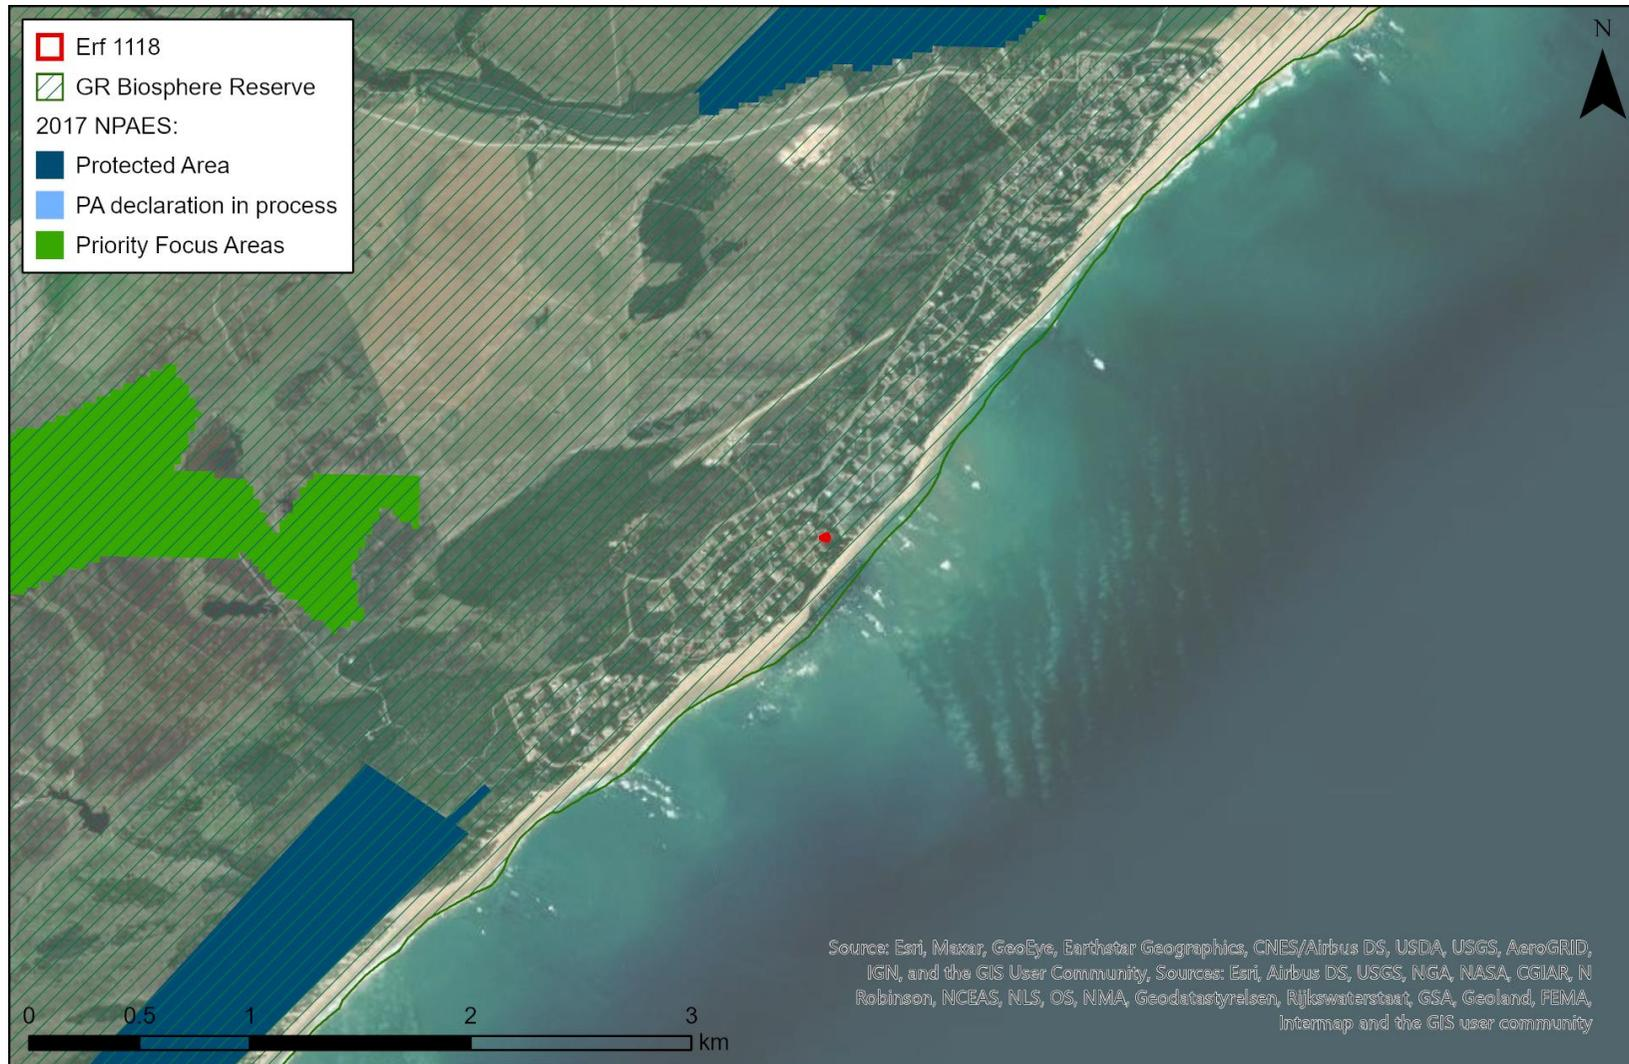 Erf 1118
GR Biosphere Reserve
2017 NPAES:
Protected Area
PA declaration in process
Priority Focus Areas
N
Source: Esri, Maxar, GeoEye, Earthstar Geographics, CNES/Airbus DS, USDA, USGS, AeroGRID,
IGN, and the GIS User Community, Sources: Esri, Airbus DS, USGS, NGA, NASA, CGIAR, N
Robinson, NCEAS, NLS, OS, NMA, Geodatastyrelsen, Rijkswaterstaat, GSA, Geoland, FEMA,
Intermap and the GIS user community
0 0.5 1 2 3
km